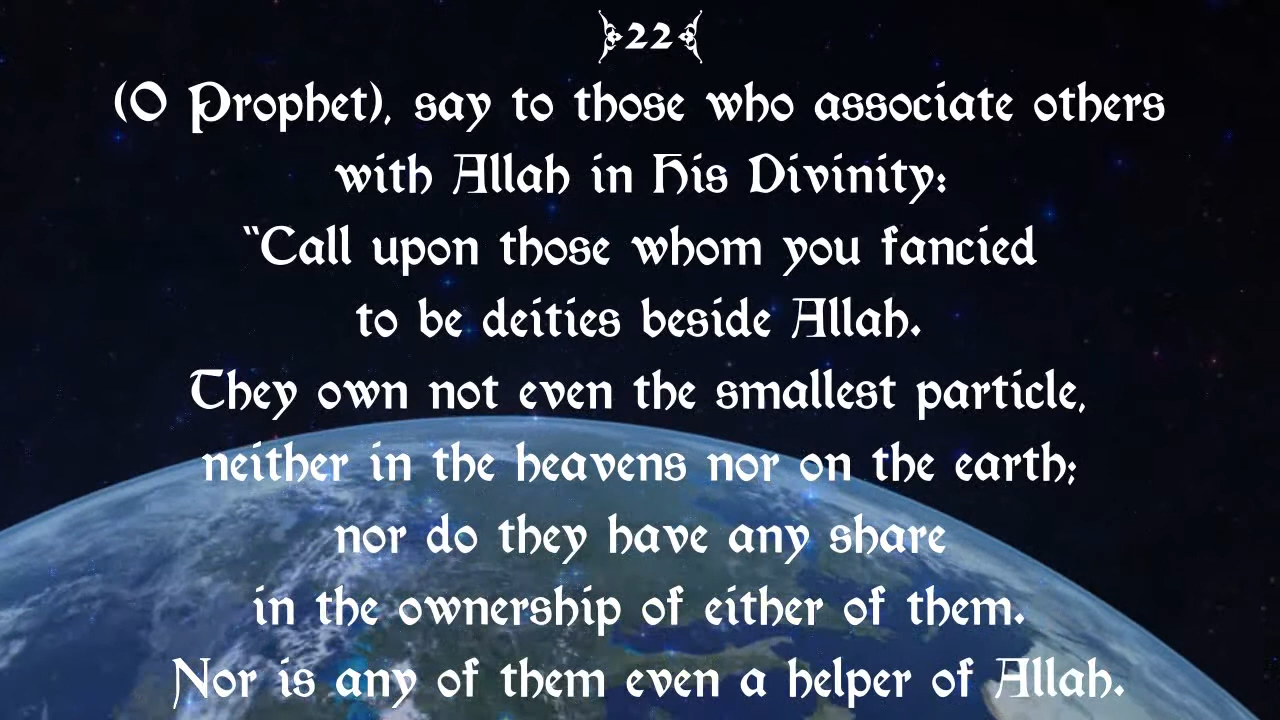 22
(O Prophet), say to those who associate others
with Allah in His Divinity:
“Call upon those whom you fancied
to be deities beside Allah.
They own not even the smallest particle,
neither in the heavens nor on the earth;
nor do they have any share
in the ownership of either of them.
Nor is any of them even a helper of Allah.